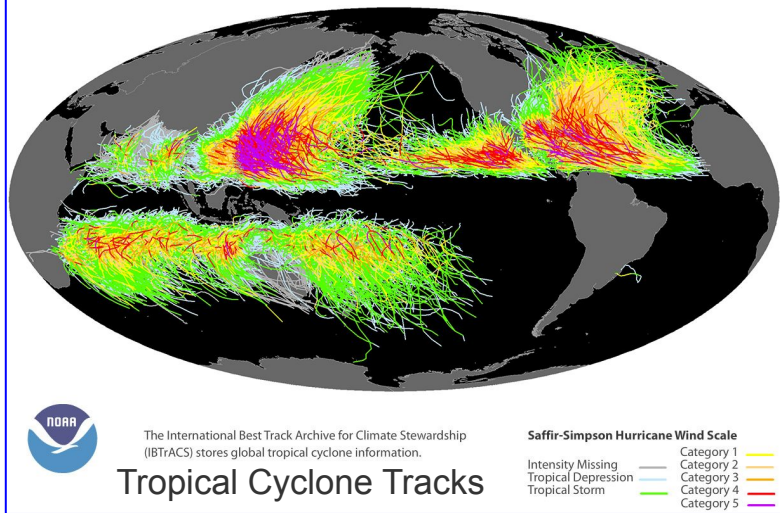 NOAA
The International Best Track Archive for Climate Stewardship
(IBTrACS) stores global tropical cyclone information.
Tropical Cyclone Tracks
Saffir-Simpson Hurricane Wind Scale
Intensity Missing
Tropical Depression
Tropical Storm
Category 1
Category 2
Category 3
Category 4
Category 5